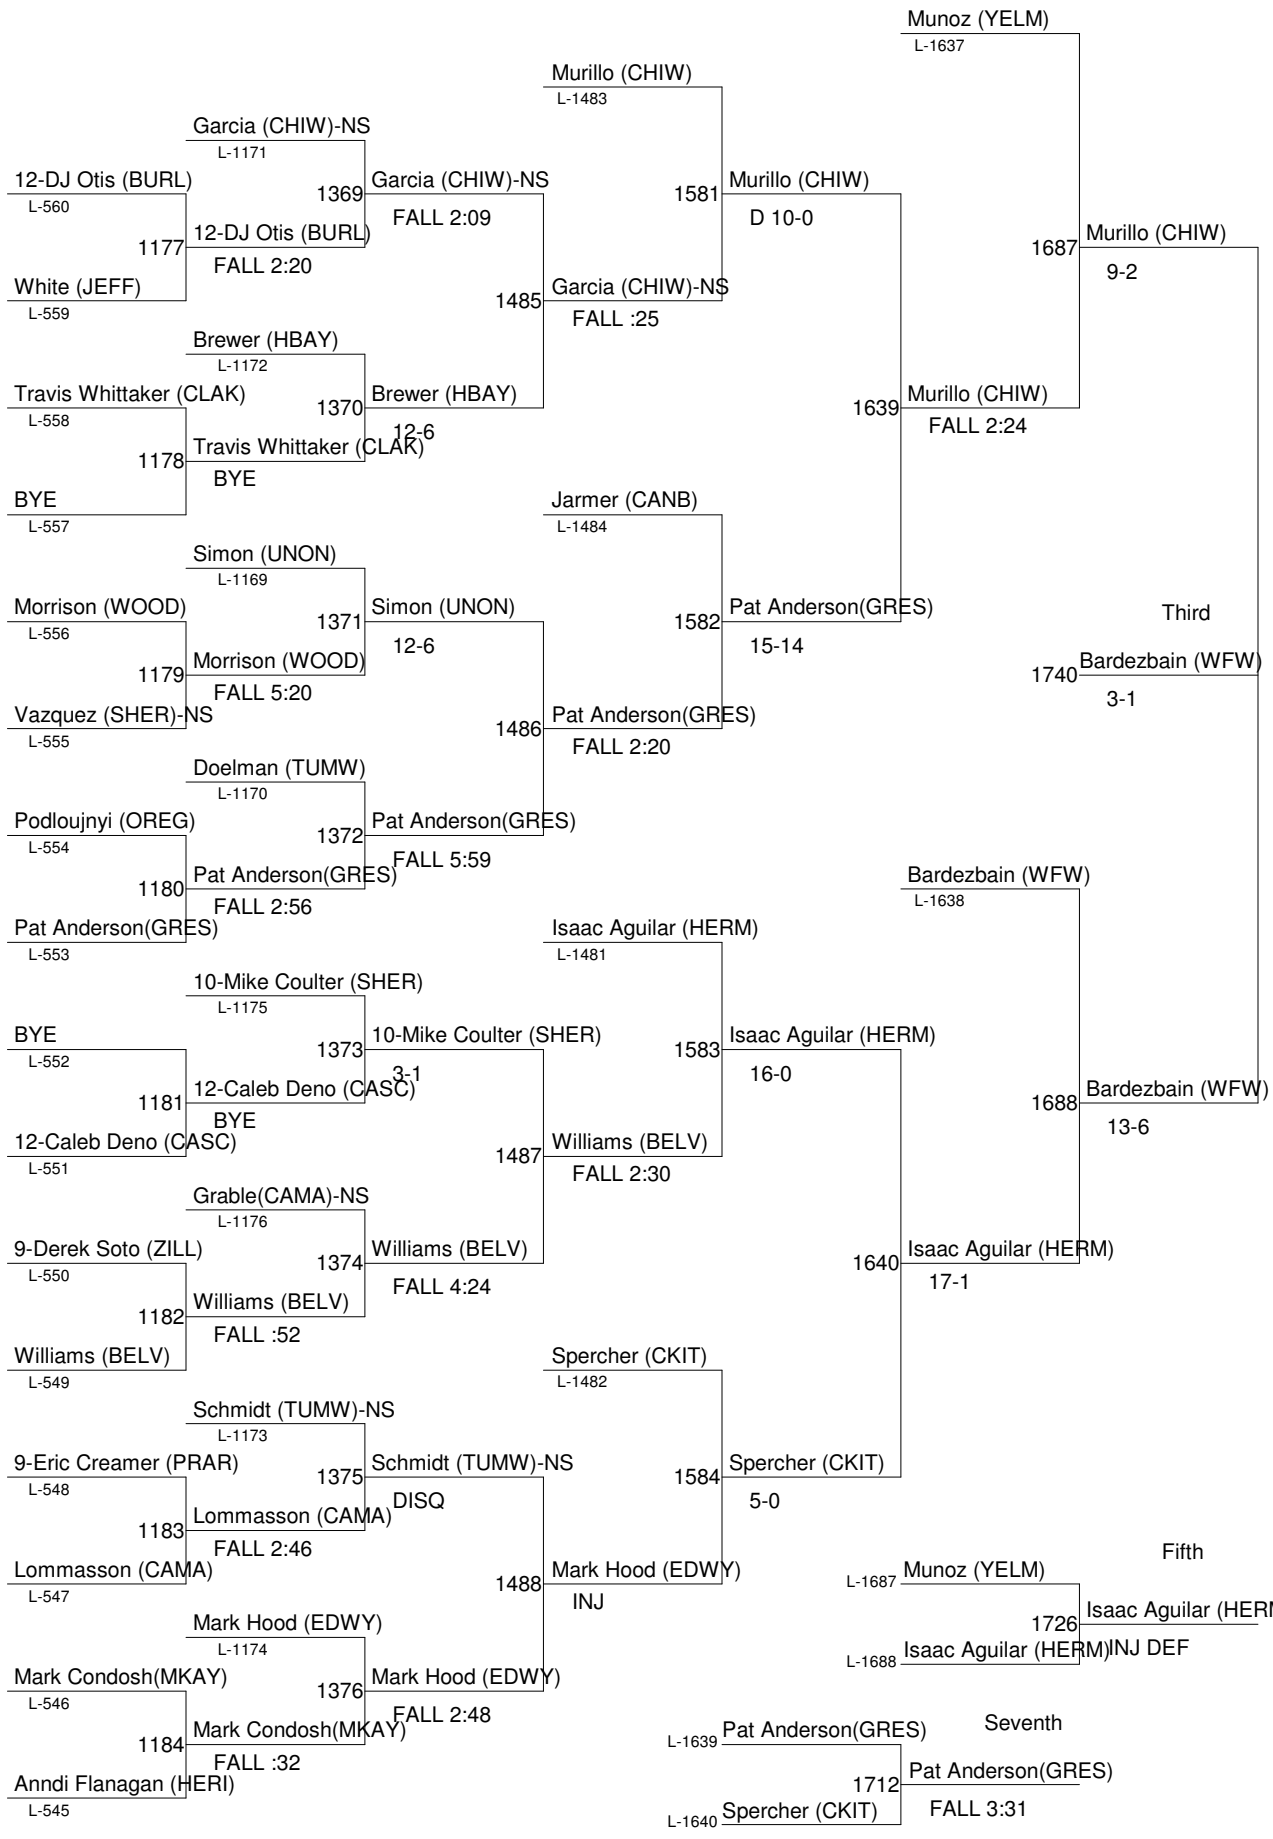 Munoz (YELM)
L-1637
Murillo (CHIW)
L-1483
Garcia (CHIW)-NS
L-1171
12-DJ Otis (BURL)
L-560
1369
Garcia (CHIW)-NS
FALL 2:09
1581
Murillo (CHIW)
D 10-0
1177
12-DJ Otis (BURL)
FALL 2:20
1687
Murillo (CHIW)
9-2
White (JEFF)
L-559
1485
Garcia (CHIW)-NS
FALL :25
Brewer (HBAY)
L-1172
Travis Whittaker (CLAK)
L-558
1370
Brewer (HBAY)
12-6
1639
Murillo (CHIW)
FALL 2:24
1178
Travis Whittaker (CLAK)
BYE
BYE
L-557
Jarmer (CANB)
L-1484
Simon (UNON)
L-1169
Morrison (WOOD)
L-556
1371
Simon (UNON)
12-6
1582
Pat Anderson(GRES)
15-14
Third
1179
Morrison (WOOD)
FALL 5:20
1740
Bardezbain (WFW)
3-1
Vazquez (SHER)-NS
L-555
1486
Pat Anderson(GRES)
FALL 2:20
Doelman (TUMW)
L-1170
Podloujnyi (OREG)
L-554
1372
Pat Anderson(GRES)
FALL 5:59
1180
Pat Anderson(GRES)
FALL 2:56
Bardezbain (WFW)
L-1638
Pat Anderson(GRES)
L-553
Isaac Aguilar (HERM)
L-1481
10-Mike Coulter (SHER)
L-1175
BYE
L-552
1373
10-Mike Coulter (SHER)
3-1
1583
Isaac Aguilar (HERM)
16-0
1181
12-Caleb Deno (CASC)
BYE
1688
Bardezbain (WFW)
13-6
12-Caleb Deno (CASC)
L-551
1487
Williams (BELV)
FALL 2:30
Grable(CAMA)-NS
L-1176
9-Derek Soto (ZILL)
L-550
1374
Williams (BELV)
FALL 4:24
1640
Isaac Aguilar (HERM)
17-1
1182
Williams (BELV)
FALL :52
Williams (BELV)
L-549
Spercher (CKIT)
L-1482
Schmidt (TUMW)-NS
L-1173
9-Eric Creamer (PRAR)
L-548
1375
Schmidt (TUMW)-NS
DISQ
1584
Spercher (CKIT)
5-0
1183
Lommasson (CAMA)
FALL 2:46
Lommasson (CAMA)
L-547
1488
Mark Hood (EDWY)
INJ
Fifth
L-1687
Munoz (YELM)
1726
Isaac Aguilar (HER
INJ DEF
L-1688
Isaac Aguilar (HERM)
Mark Hood (EDWY)
L-1174
Mark Condosh(MKAY)
L-546
1376
Mark Hood (EDWY)
FALL 2:48
1184
Mark Condosh(MKAY)
FALL :32
Anndi Flanagan (HERI)
L-545
Seventh
L-1639
Pat Anderson(GRES)
1712
Pat Anderson(GRES)
FALL 3:31
L-1640
Spercher (CKIT)